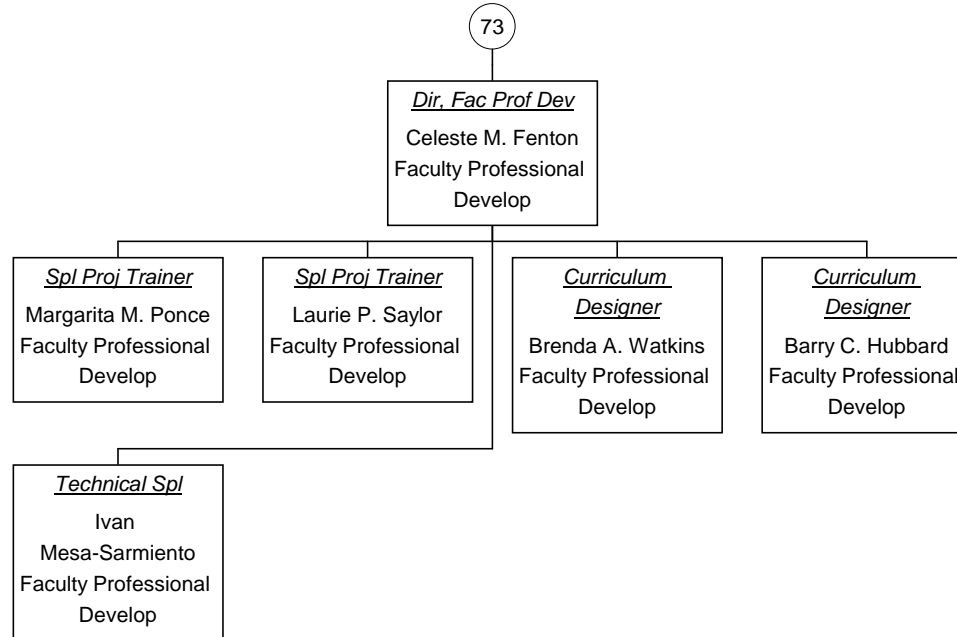 73
Dir, Fac Prof Dev
Celeste M. Fenton
Faculty Professional
Develop
Spl Proj Trainer
Margarita M. Ponce
Faculty Professional
Develop
Spl Proj Trainer
Laurie P. Saylor
Faculty Professional
Develop
Curriculum
Designer
Brenda A. Watkins
Faculty Professional
Develop
Curriculum
Designer
Barry C. Hubbard
Faculty Professional
Develop
Technical Spl
Ivan
Mesa-Sarmiento
Faculty Professional
Develop